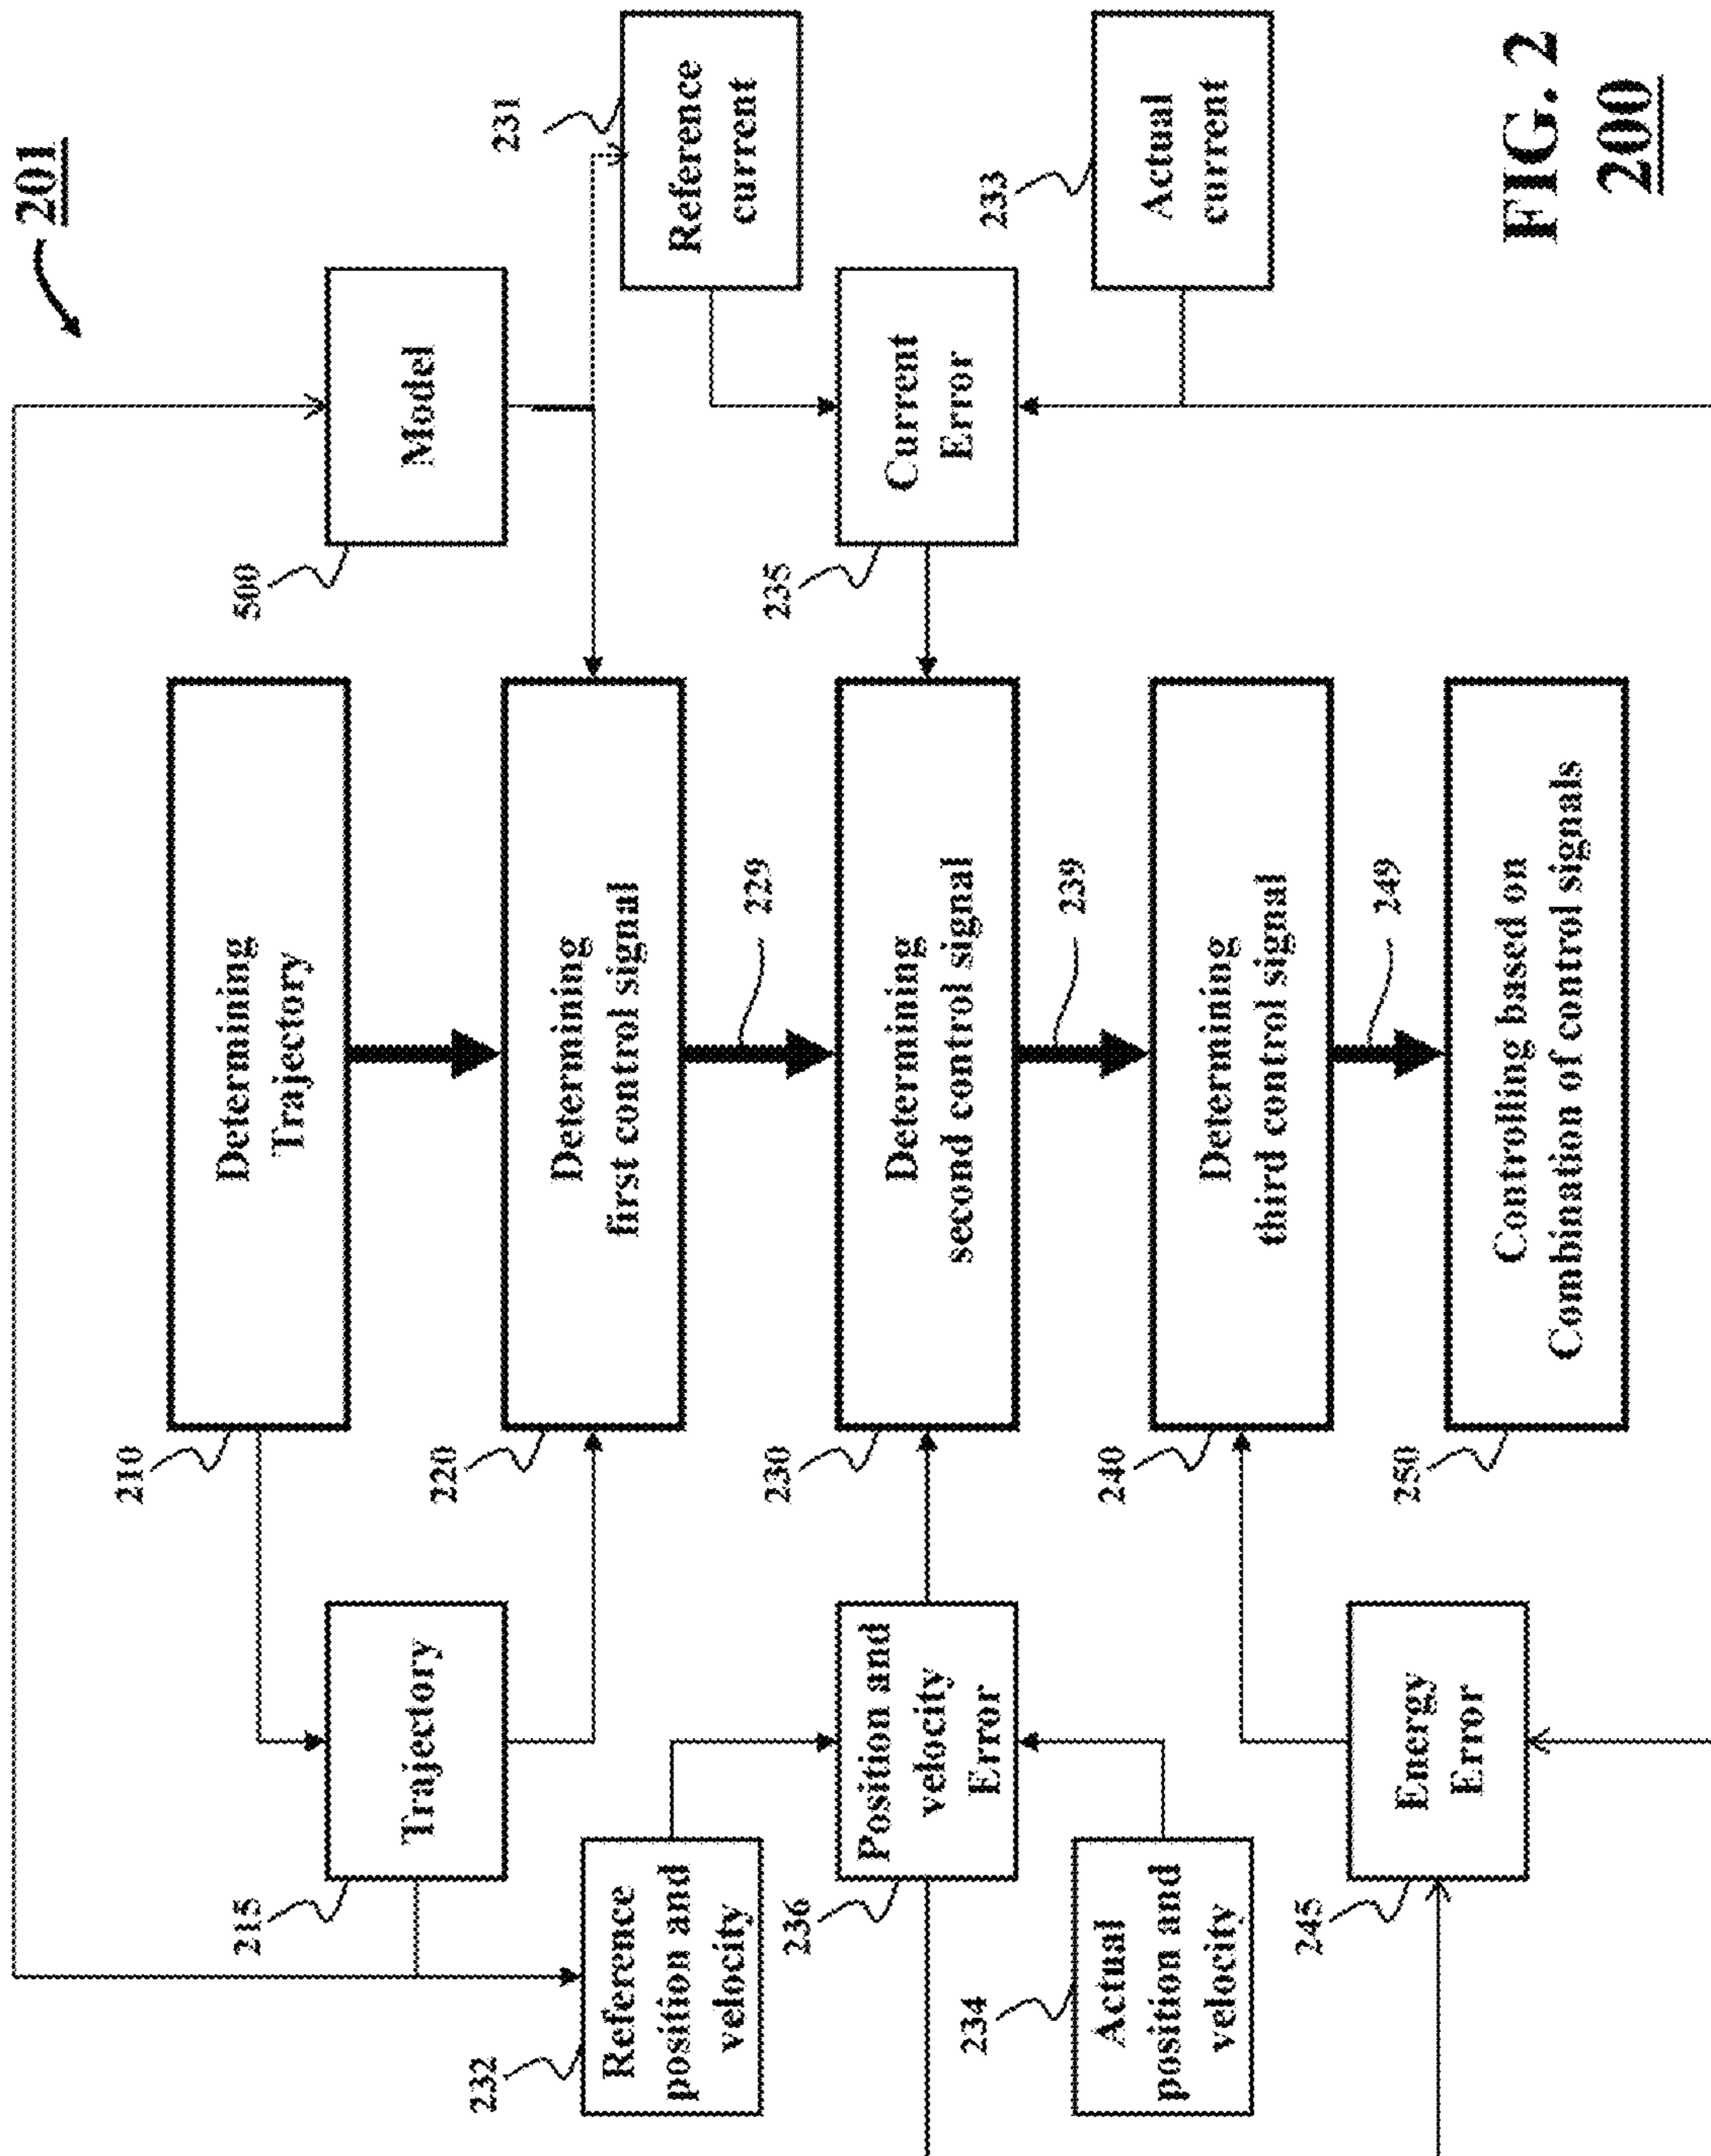 201
500
Model
231
Reference
current
235
Current
Error
233
Actual
current
210
Determining
Trajectory
220
Determining
first control signal
229
230
Determining
second control signal
239
240
Determining
third control signal
249
250
Controlling based on
Combination of control signals
215
Trajectory
232
Reference
position and
velocity
236
Position and
velocity
Error
234
Actual
position and
velocity
245
Energy
Error
FIG. 2
200